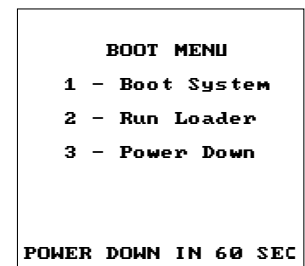 BOOT MENU
1 - Boot System
2 - Run Loader
3 - Power Down
POWER DOWN IN 60 SEC